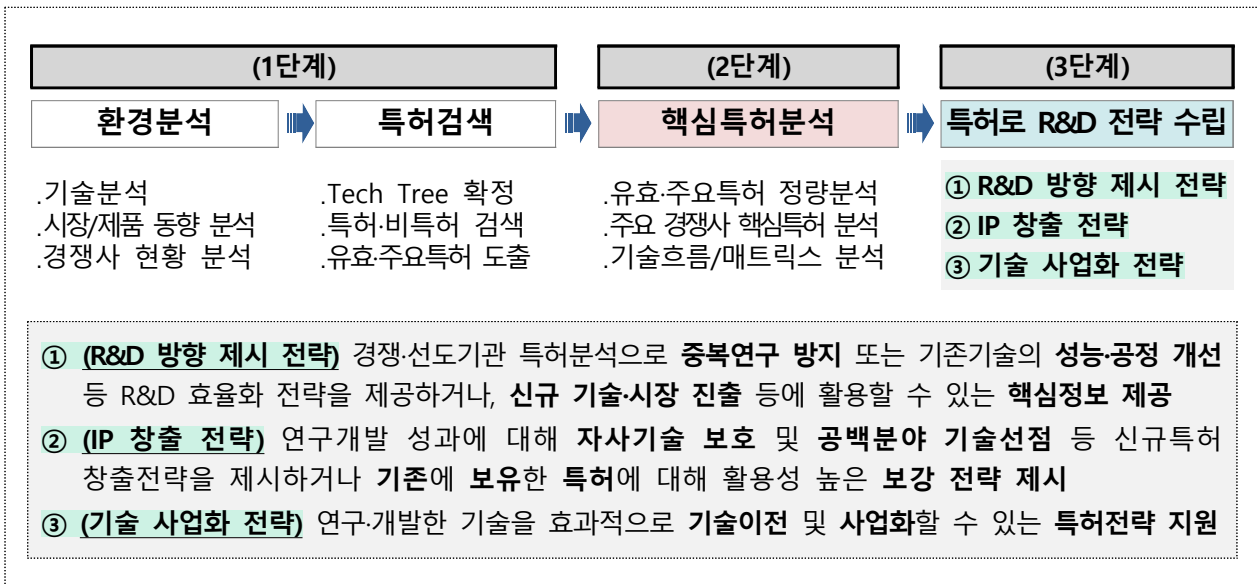 (1단계)
(2단계)
(3단계)
환경분석
특허검색
핵심특허분석
특허로 R&D 전략 수립
.기술분석
.시장/제품 동향 분석
.경쟁사 현황 분석
.Tech Tree 확정
.특허·비특허 검색
.유효·주요특허 도출
.유효·주요특허 정량분석
.주요 경쟁사 핵심특허 분석
.기술흐름/매트릭스 분석
① R&D 방향 제시 전략
② IP 창출 전략
③ 기술 사업화 전략
① (R&D 방향 제시 전략) 경쟁·선도기관 특허분석으로 중복연구 방지 또는 기존기술의 성능·공정 개선
등 R&D 효율화 전략을 제공하거나, 신규 기술·시장 진출 등에 활용할 수 있는 핵심정보 제공
② (IP 창출 전략) 연구개발 성과에 대해 자사기술 보호 및 공백분야 기술선점 등 신규특허
창출전략을 제시하거나 기존에 보유한 특허에 대해 활용성 높은 보강 전략 제시
③ (기술 사업화 전략) 연구·개발한 기술을 효과적으로 기술이전 및 사업화할 수 있는 특허전략 지원